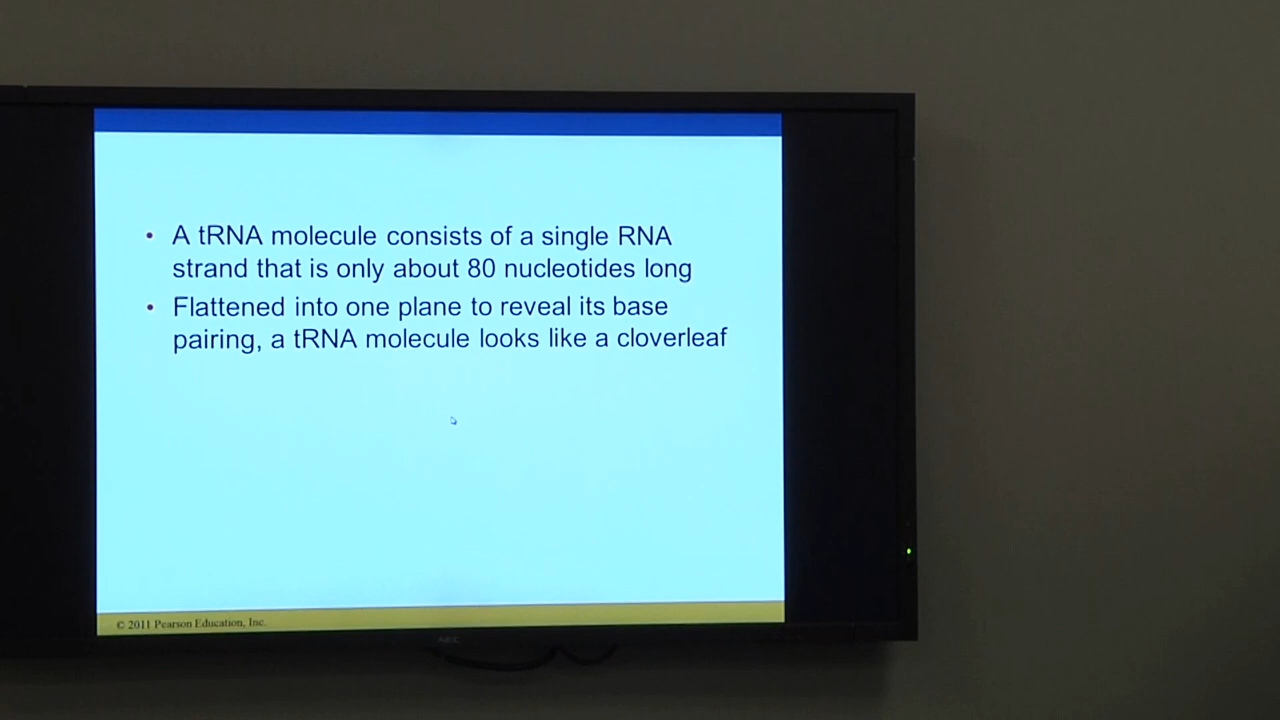 • A tRNA molecule consists of a single RNA
strand that is only about 80 nucleotides long
• Flattened into one plane to reveal its base
pairing, a tRNA molecule looks like a cloverleaf
© 2011 Pearson Education, Inc.
NEC